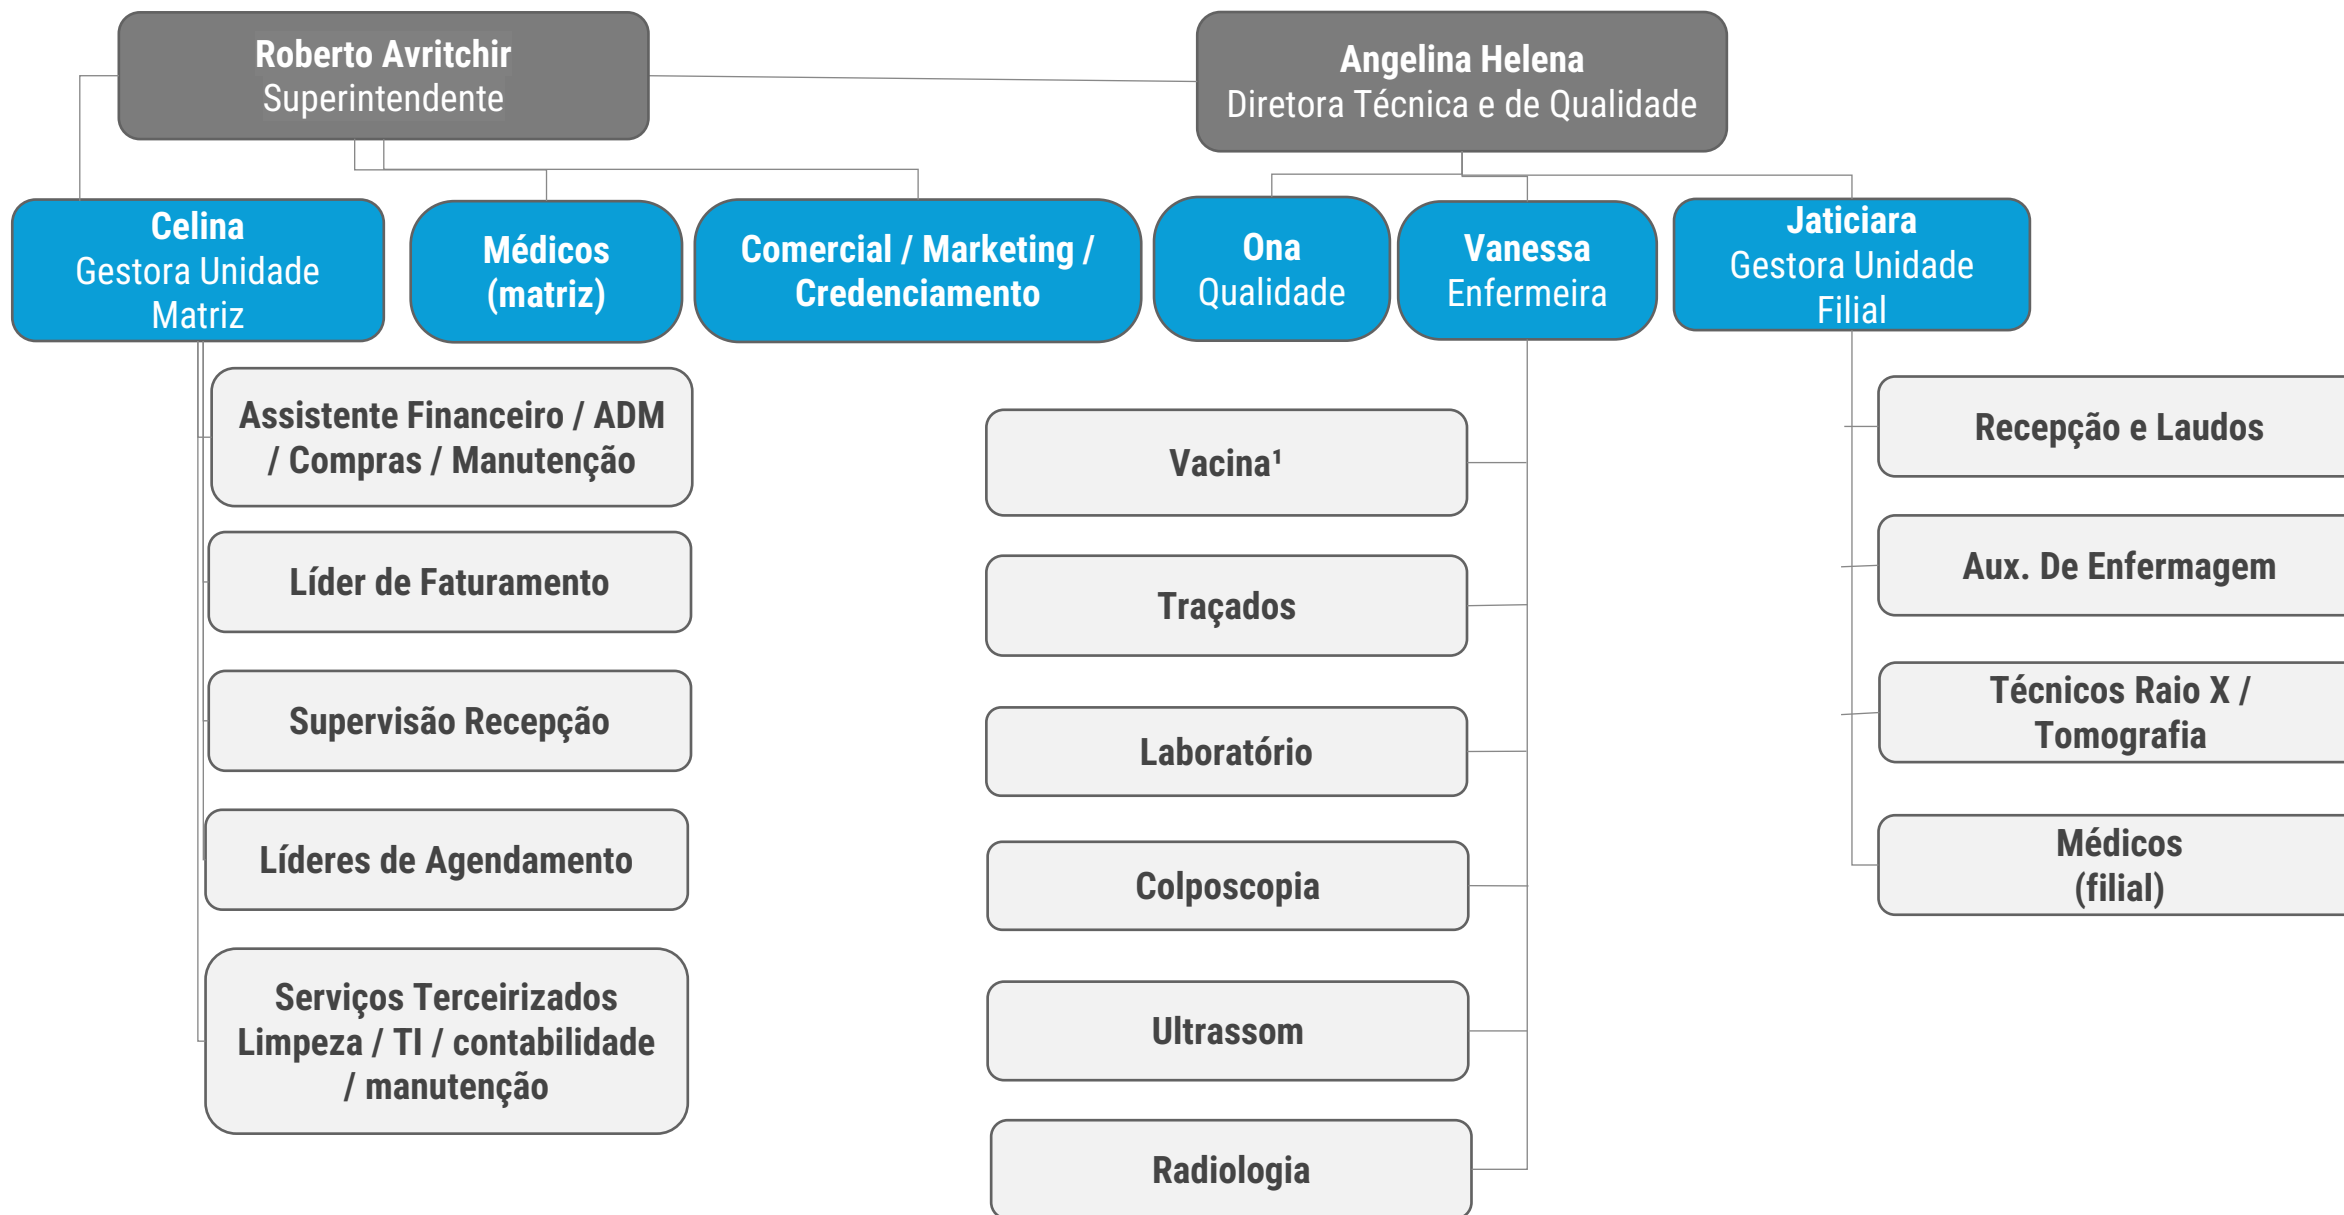 Roberto Avritchir
Superintendente
Angelina Helena
Diretora Técnica e de Qualidade
Celina
Gestora Unidade
Matriz
Médicos
(matriz)
Comercial / Marketing /
Credenciamento
Ona
Qualidade
Vanessa
Enfermeira
Jaticiara
Gestora Unidade
Filial
Assistente Financeiro / ADM
/ Compras / Manutenção
Líder de Faturamento
Supervisão Recepção
Líderes de Agendamento
Serviços Terceirizados
Limpeza / TI / contabilidade
/ manutenção
Vacina¹
Traçados
Laboratório
Colposcopia
Ultrassom
Radiologia
Recepção e Laudos
Aux. De Enfermagem
Técnicos Raio X /
Tomografia
Médicos
(filial)